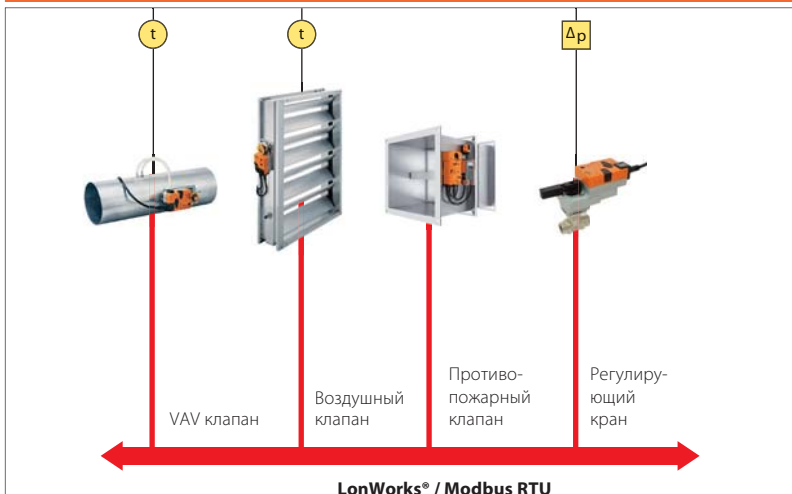 t
t
Δp
VAV клапан
Воздушный
клапан
Противо-
пожарный
клапан
Регулиру-
ющий
кран
LonWorks® / Modbus RTU